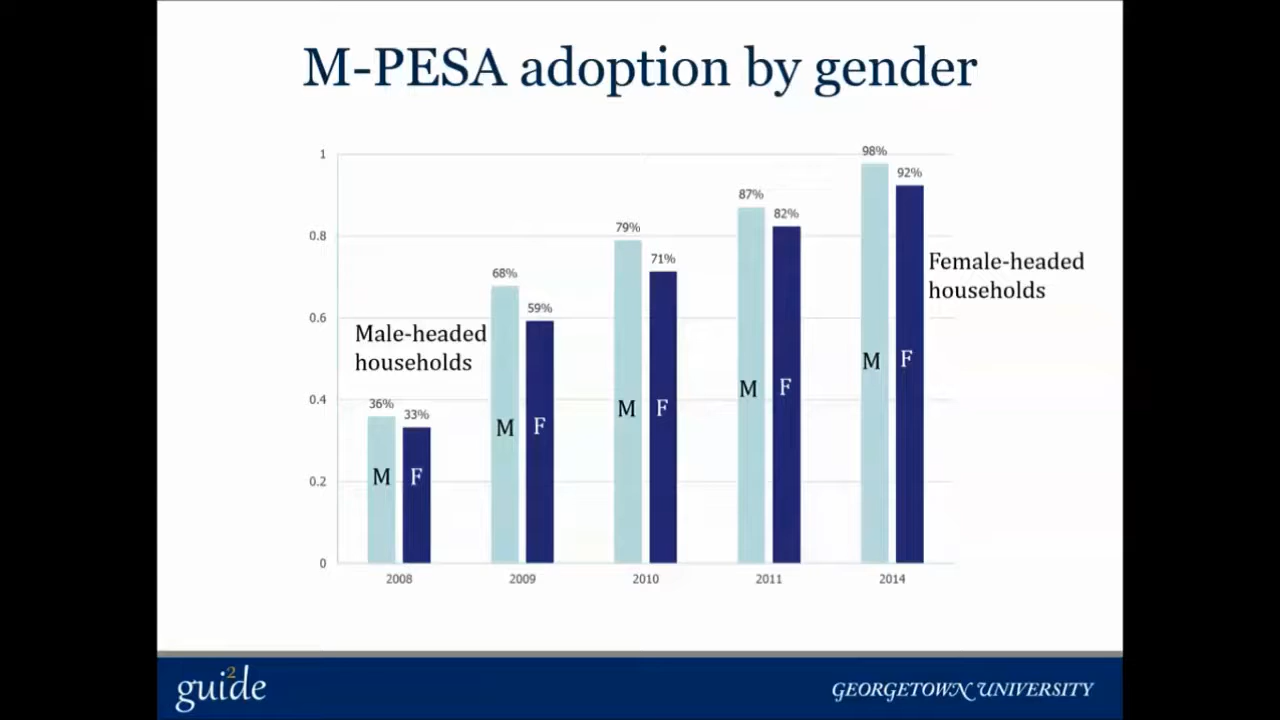 M-PESA adoption by gender
1
0.8
0.6
0.4
0.2
0
36%
33%
68%
59%
79%
71%
87%
82%
98%
92%
Male-headed
households
Female-headed
households
M F
M F
M F
M F
M F
2008 2009 2010 2011 2014
gui²de
GEORGETOWN UNIVERSITY